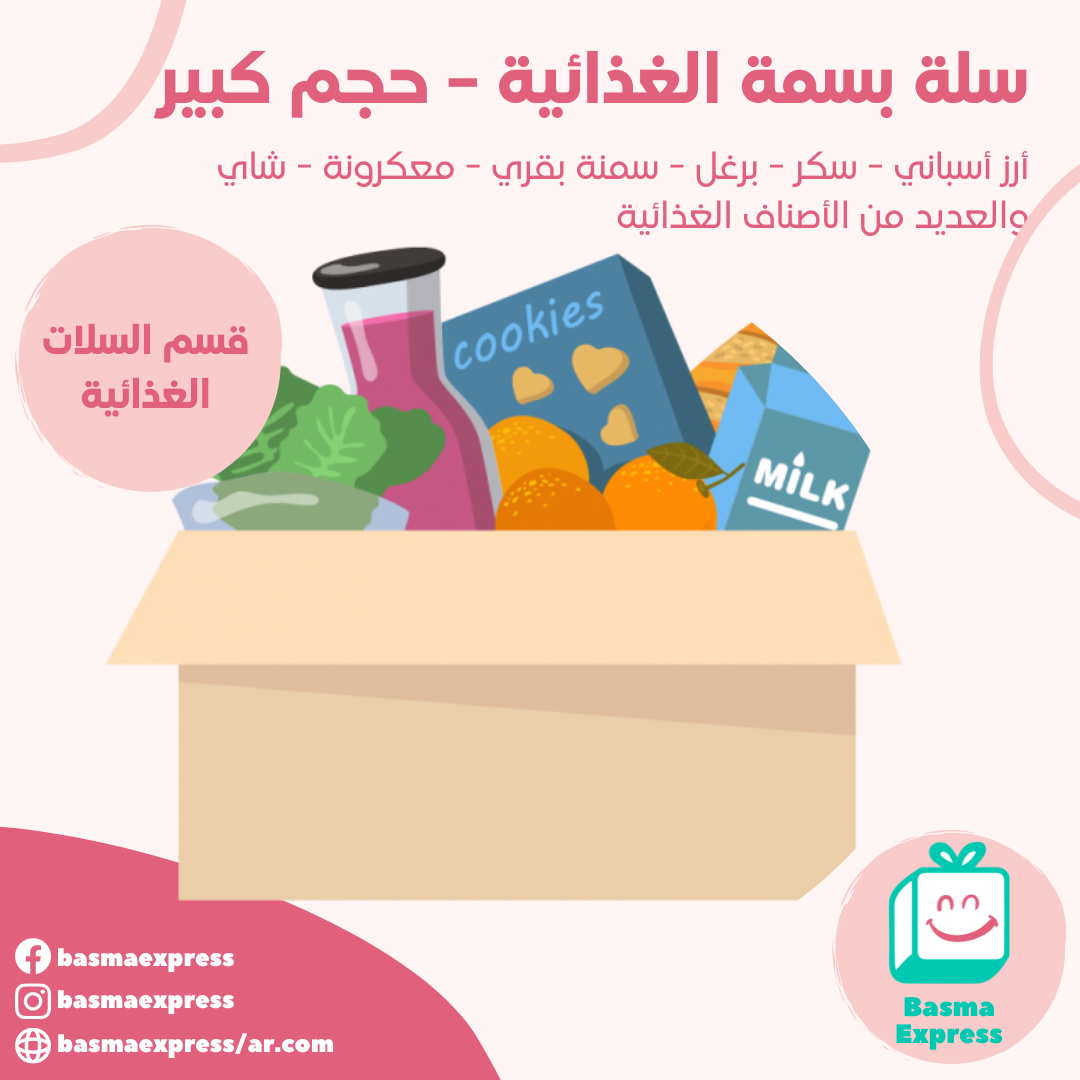 سلة بسمة الغذائية - حجم كبير
أرز أسباني - سكر - برغل - سمنة بقري - معكرونة - شاي
والعديد من الأصناف الغذائية
قسم السلات
الغذائية
cookies
MiLK
basmaexpress
basmaexpress
basmaexpress/ar.com
Basma
Express